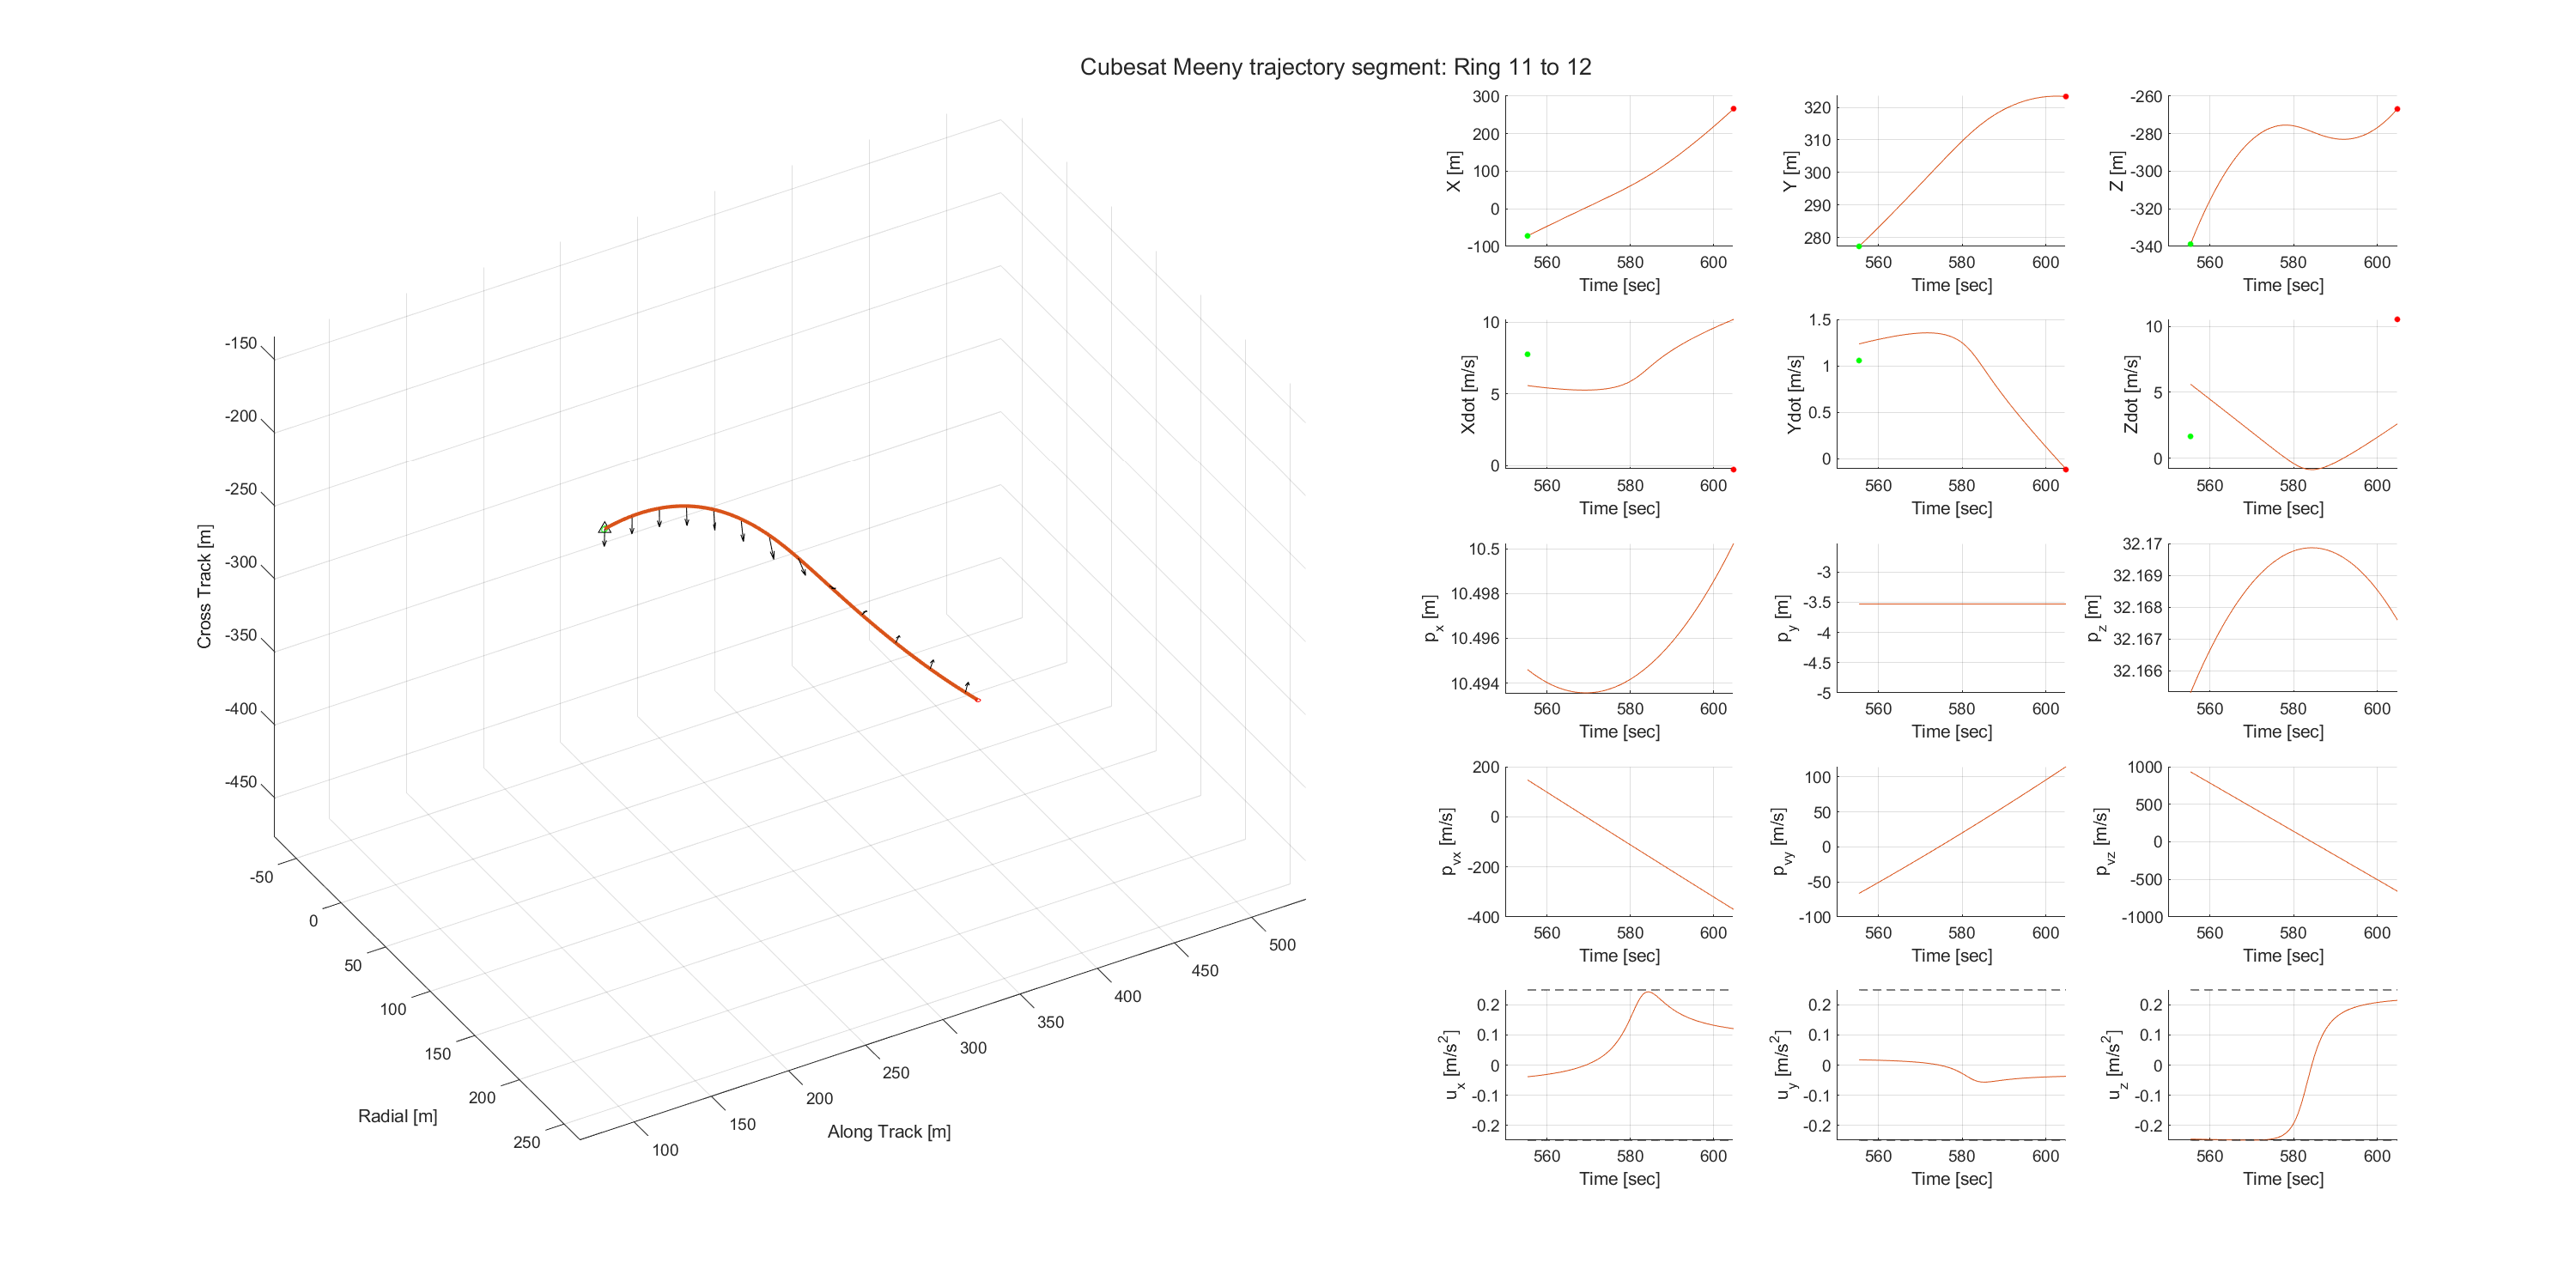 Cubesat Meeny trajectory segment: Ring 11 to 12
-150
-200
-250
-300
-350
-400
-450
Cross Track [m]
-50
0
50
100
150
200
250
Radial [m]
100
150
200
250
300
350
400
450
500
Along Track [m]
300
200
100
0
-100
X [m]
560 580 600
Time [sec]
320
310
300
290
280
Y [m]
560 580 600
Time [sec]
-260
-280
-300
-320
-340
Z [m]
560 580 600
Time [sec]
10
5
0
Xdot [m/s]
560 580 600
Time [sec]
1.5
1
0.5
0
Ydot [m/s]
560 580 600
Time [sec]
10
5
0
Zdot [m/s]
560 580 600
Time [sec]
10.5
10.498
10.496
10.494
p_x [m]
560 580 600
Time [sec]
-3
-3.5
-4
-4.5
-5
p_y [m]
560 580 600
Time [sec]
32.17
32.169
32.168
32.167
32.166
p_z [m]
560 580 600
Time [sec]
200
0
-200
-400
p_vx [m/s]
560 580 600
Time [sec]
100
50
0
-50
-100
p_vy [m/s]
560 580 600
Time [sec]
1000
500
0
-500
-1000
p_vz [m/s]
560 580 600
Time [sec]
0.2
0.1
0
-0.1
-0.2
u_x [m/s²]
560 580 600
Time [sec]
0.2
0.1
0
-0.1
-0.2
u_y [m/s²]
560 580 600
Time [sec]
0.2
0.1
0
-0.1
-0.2
u_z [m/s²]
560 580 600
Time [sec]